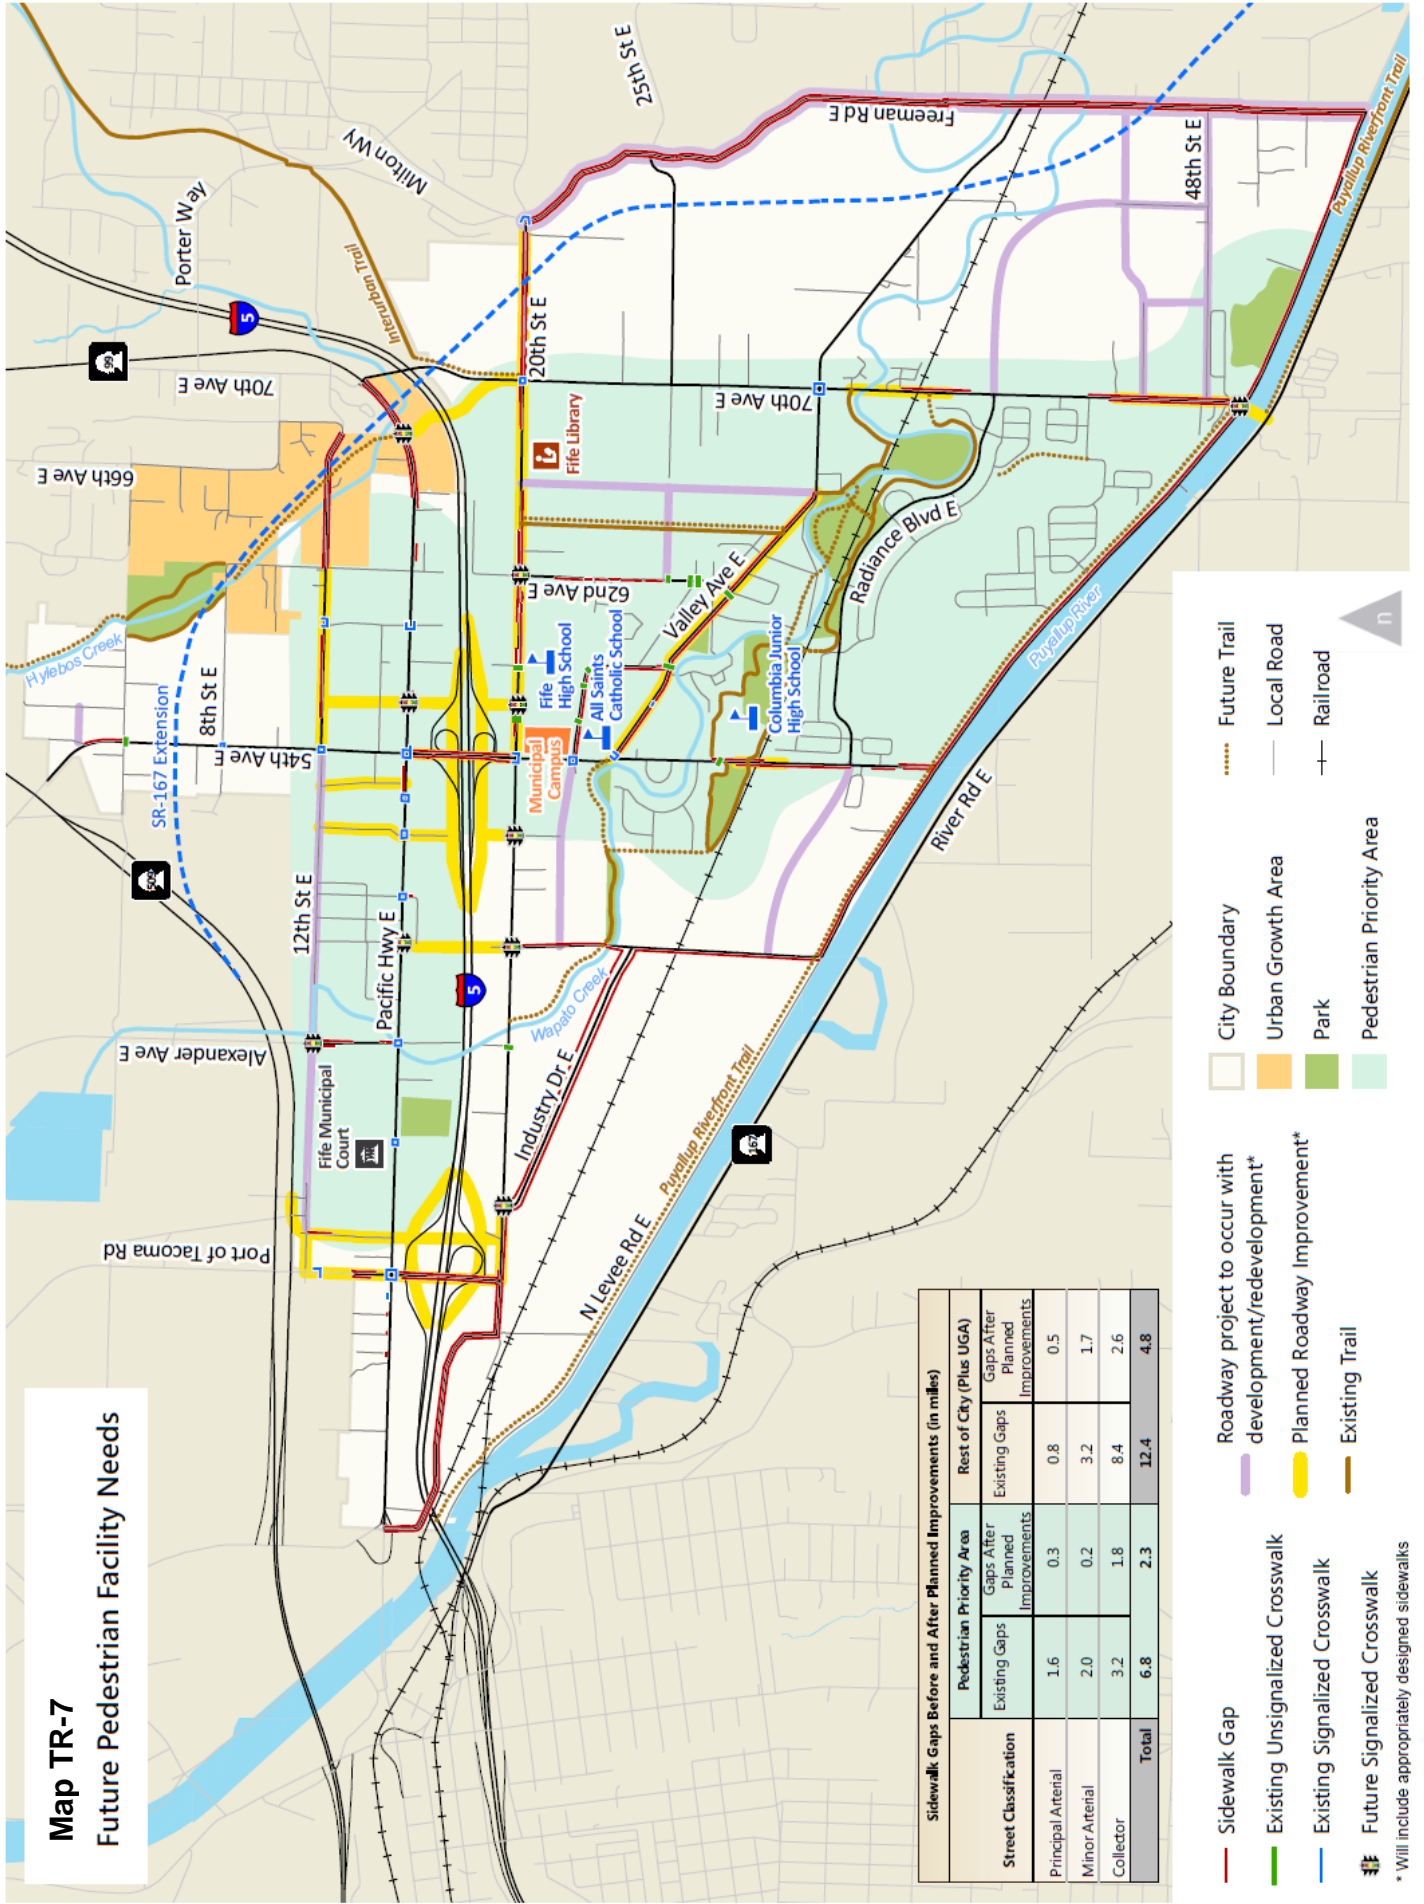 Map TR-7
Future Pedestrian Facility Needs
Porter Way
Milton Wy
25th St E
Interurban Trail
5
99
70th Ave E
66th Ave E
Hylebos Creek
8th St E
SR-167 Extension
54th Ave E
509
12th St E
Pacific Hwy E
5
Alexander Ave E
Fife Municipal
Court
Port of Tacoma Rd
20th St E
Fife Library
62nd Ave E
Fife
High School
All Saints
Catholic School
Municipal
Campus
Valley Ave E
Columbia Junior
High School
Radiance Blvd E
70th Ave E
Freeman Rd E
48th St E
Puyallup Riverfront Trail
Puyallup River
River Rd E
Wapato Creek
Industry Dr E
Puyallup Riverfront Trail
167
N Levee Rd E
Sidewalk Gaps Before and After Planned Improvements (in miles)
Street Classification
Pedestrian Priority Area
Rest of City (Plus UGA)
Existing Gaps
Gaps After
Planned
Improvements
Existing Gaps
Gaps After
Planned
Improvements
Principal Arterial 1.6 0.3 0.8 0.5
Minor Arterial 2.0 0.2 3.2 1.7
Collector 3.2 1.8 8.4 2.6
Total 6.8 2.3 12.4 4.8
Sidewalk Gap
Existing Unsignalized Crosswalk
Existing Signalized Crosswalk
Future Signalized Crosswalk
* Will include appropriately designed sidewalks
Roadway project to occur with
development/redevelopment*
Planned Roadway Improvement*
Existing Trail
City Boundary
Urban Growth Area
Park
Pedestrian Priority Area
Future Trail
Local Road
Railroad
n